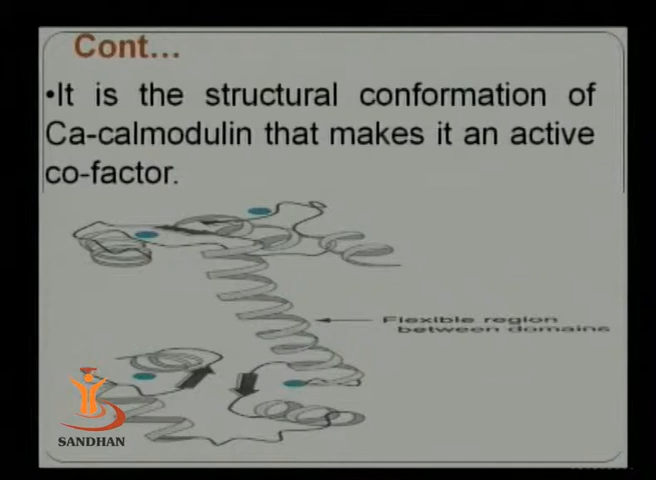 Cont...
•It is the structural conformation of
Ca-calmodulin that makes it an active
co-factor.
Flexible region
between domains
SANDHAN